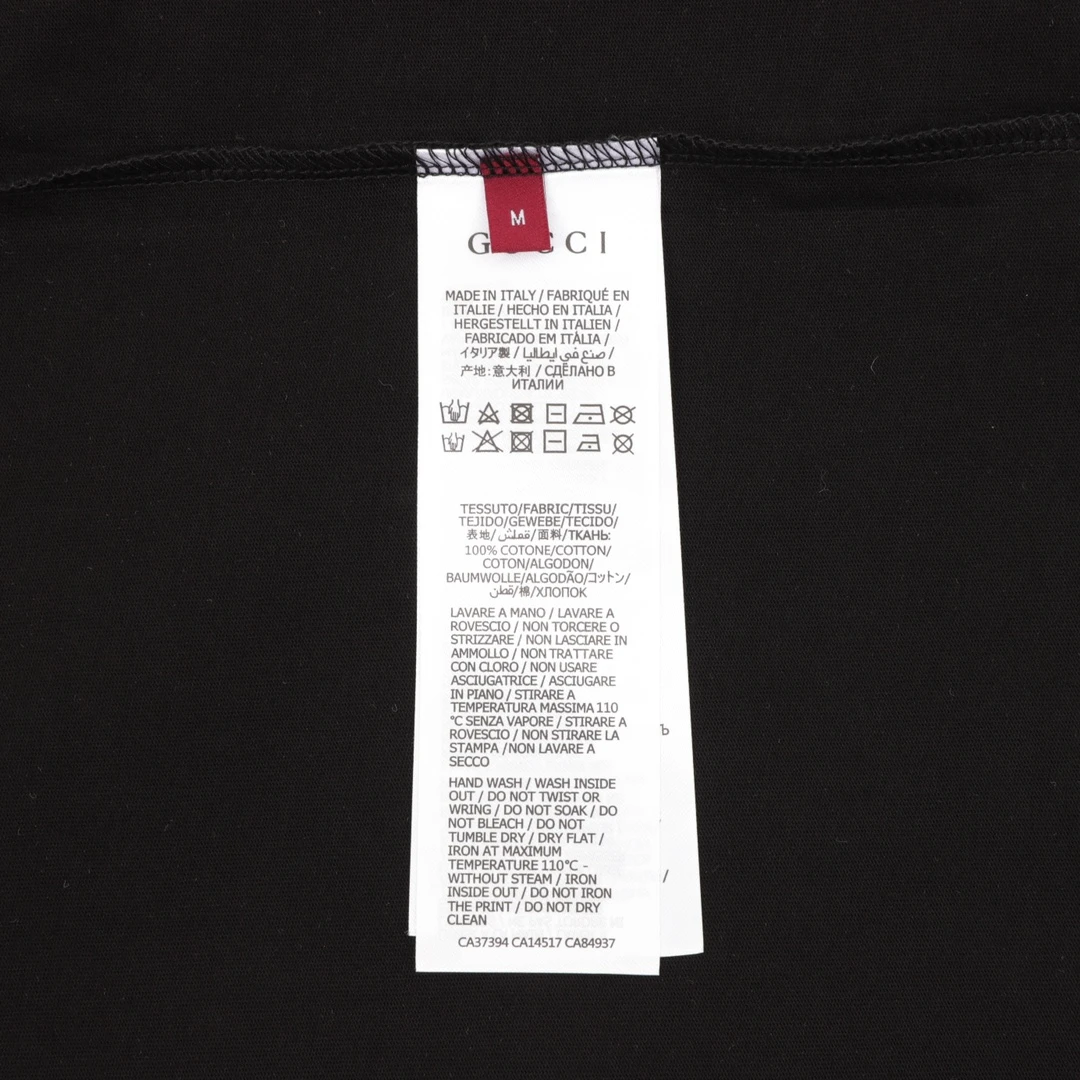 M
GUCCI
MADE IN ITALY / FABRIQUÉ EN
ITALIE / HECHO EN ITALIA /
HERGESTELLT IN ITALIEN /
FABRICADO EM ITÁLIA /
イタリア製 / صنع في ايطاليا /
产地：意大利 / СДЕЛАНО В
ИТАЛИИ
TESSUTO/FABRIC/TISSU/
TEJIDO/GEWEBE/TECIDO/
表地/قملش/面料/ТКАНЬ:
100% COTONE/COTTON/
COTON/ALGODON/
BAUMWOLLE/ALGODÃO/コットン/
قطن/棉/ХЛОПОК
LAVARE A MANO / LAVARE A
ROVESCIO / NON TORCERE O
STRIZZARE / NON LASCIARE IN
AMMOLLO / NON TRATTARE
CON CLORO / NON USARE
ASCIUGATRICE / ASCIUGARE
IN PIANO / STIRARE A
TEMPERATURA MASSIMA 110
°C SENZA VAPORE / STIRARE A
ROVESCIO / NON STIRARE LA
STAMPA /NON LAVARE A
SECCO
HAND WASH / WASH INSIDE
OUT / DO NOT TWIST OR
WRING / DO NOT SOAK / DO
NOT BLEACH / DO NOT
TUMBLE DRY / DRY FLAT /
IRON AT MAXIMUM
TEMPERATURE 110℃ -
WITHOUT STEAM / IRON
INSIDE OUT / DO NOT IRON
THE PRINT / DO NOT DRY
CLEAN
CA37394 CA14517 CA84937